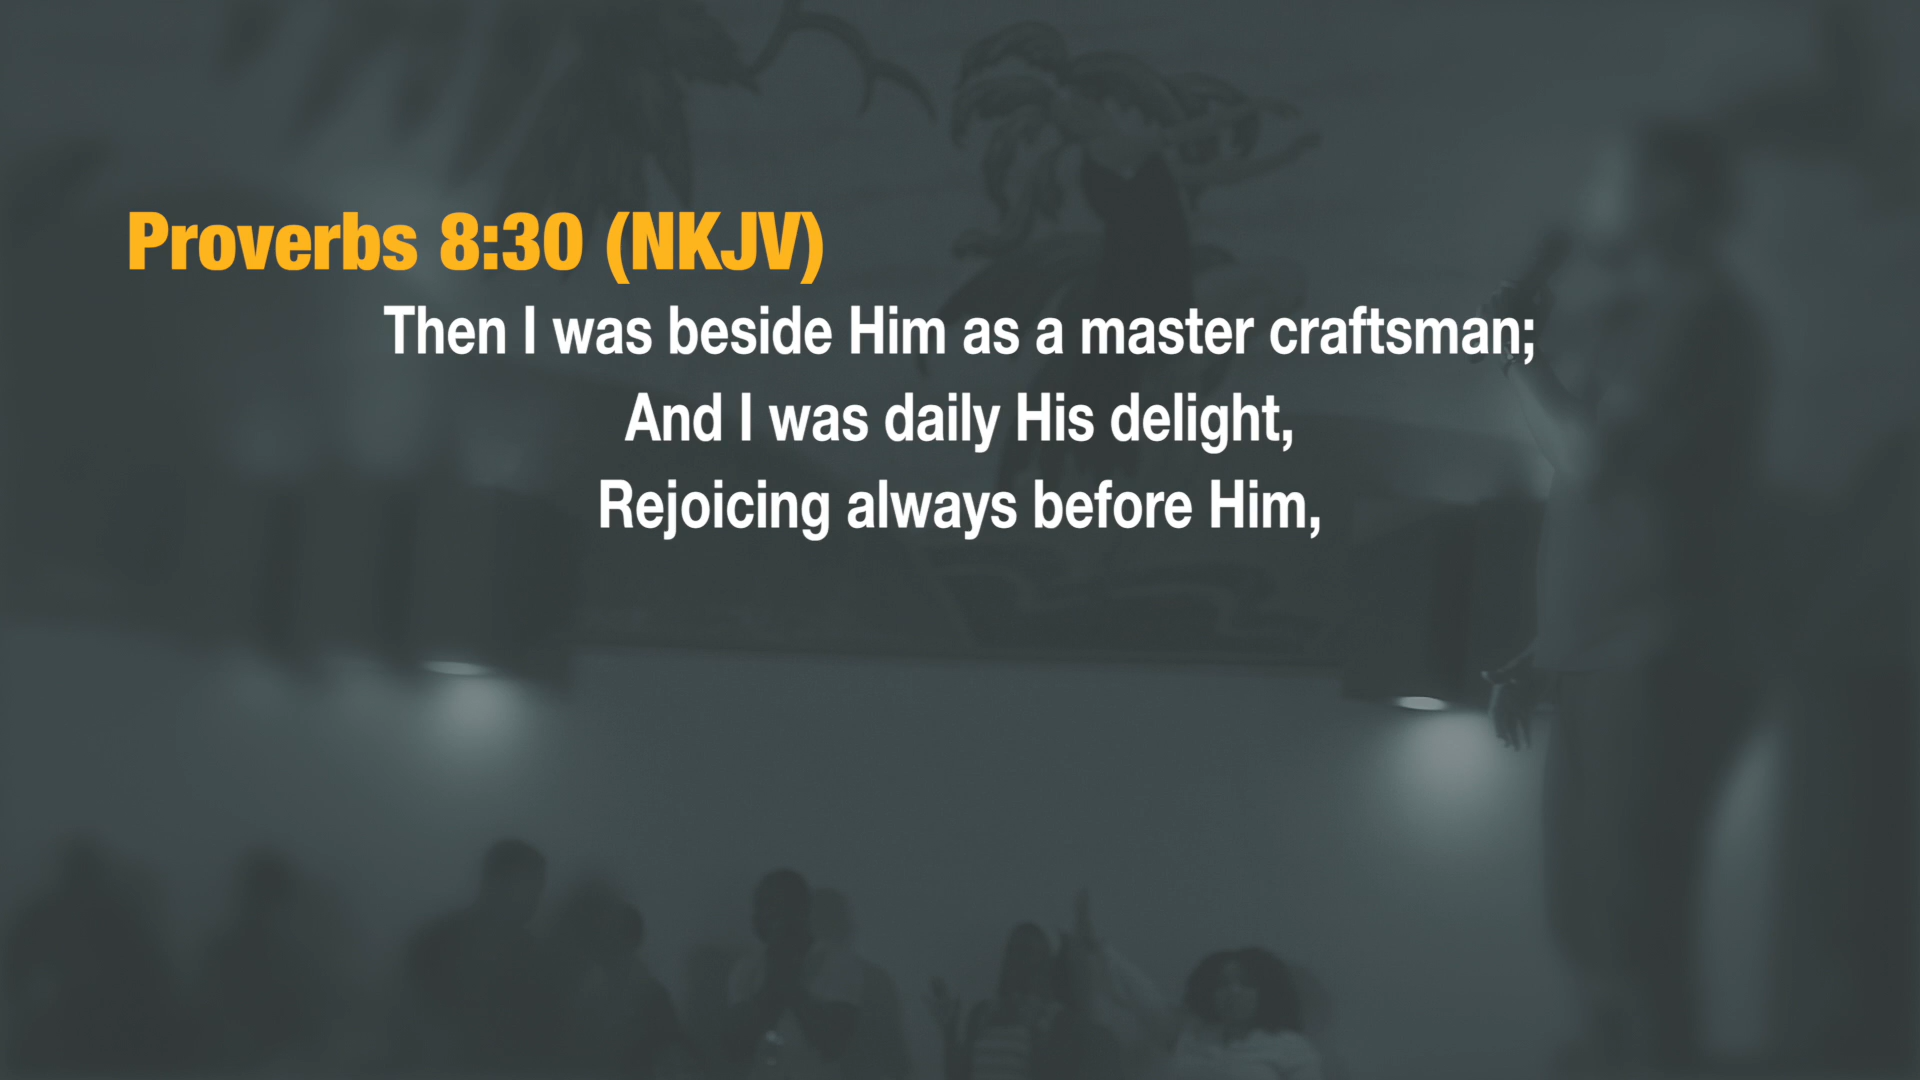 Proverbs 8:30 (NKJV)
Then I was beside Him as a master craftsman;
And I was daily His delight,
Rejoicing always before Him,